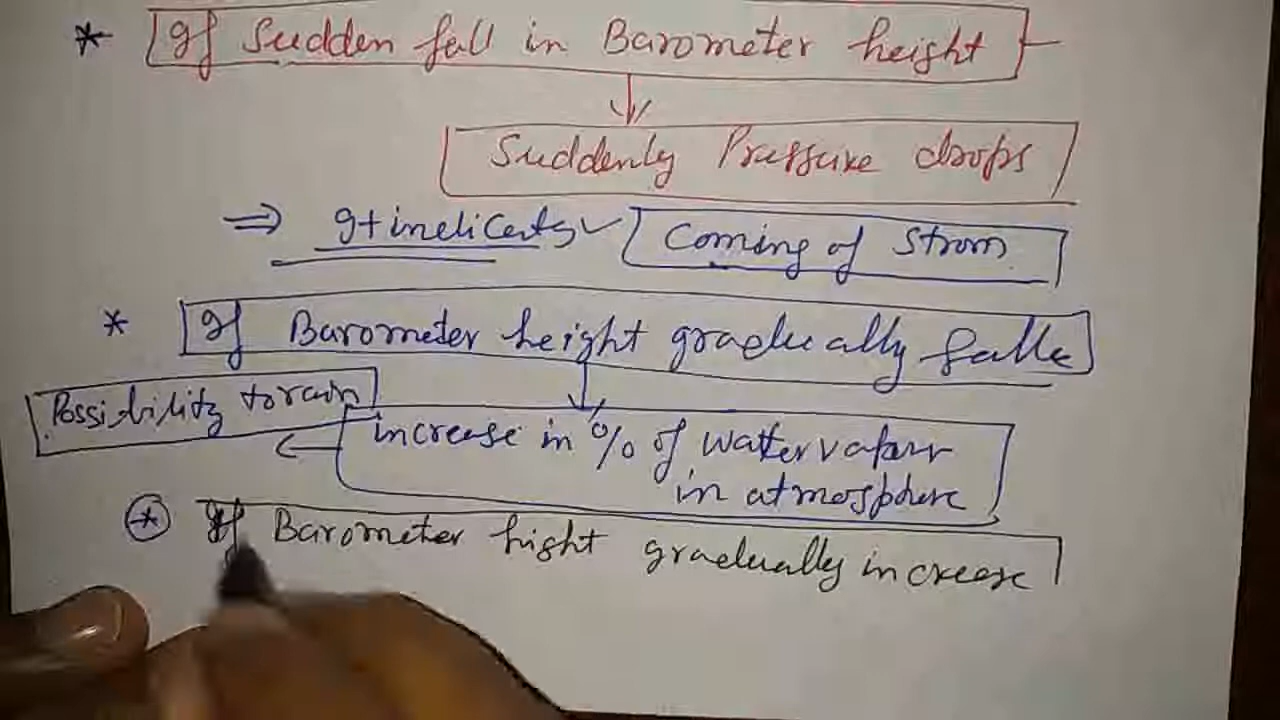 * If Sudden fall in Barometer height
Suddenly Pressure drops
⇒ It indicates Coming of Strom
* If Barometer height gradually falls
Possibility to rain
increase in % of water vapour
in atmosphere
* If Barometer hight gradually increase